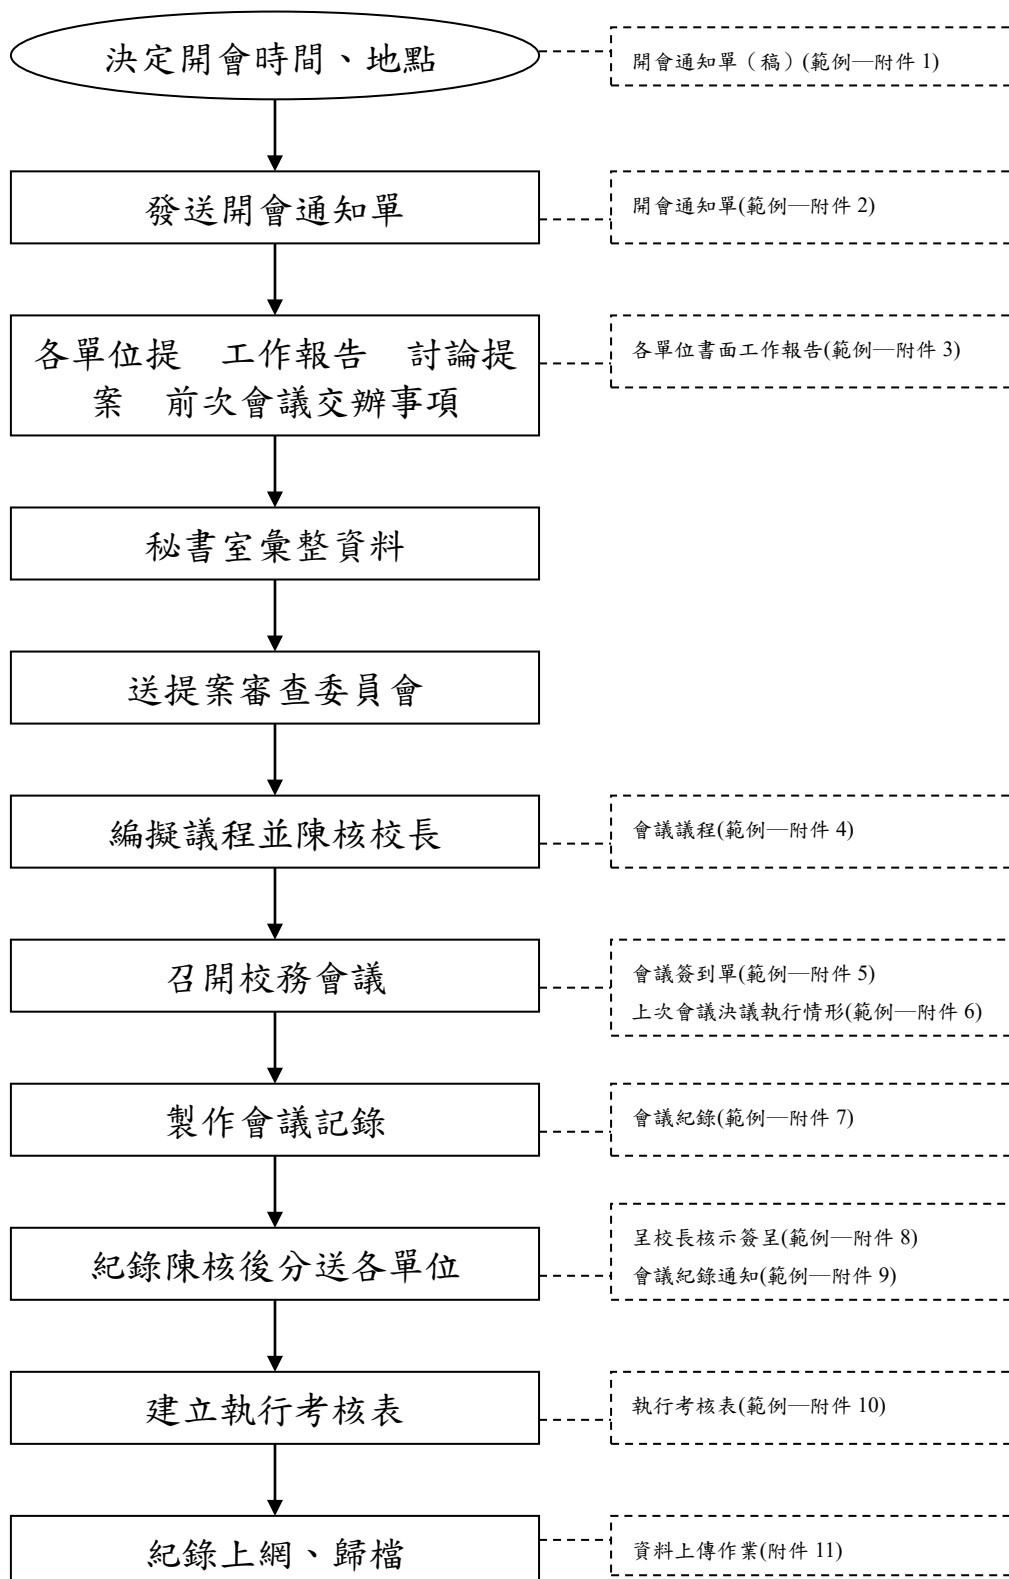 決定開會時間、地點
開會通知單（稿）(範例—附件 1)
發送開會通知單
開會通知單(範例—附件 2)
各單位提　工作報告　討論提
案　前次會議交辦事項
各單位書面工作報告(範例—附件 3)
秘書室彙整資料
送提案審查委員會
編擬議程並陳核校長
會議議程(範例—附件 4)
召開校務會議
會議簽到單(範例—附件 5)
上次會議決議執行情形(範例—附件 6)
製作會議記錄
會議紀錄(範例—附件 7)
紀錄陳核後分送各單位
呈校長核示簽呈(範例—附件 8)
會議紀錄通知(範例—附件 9)
建立執行考核表
執行考核表(範例—附件 10)
紀錄上網、歸檔
資料上傳作業(附件 11)